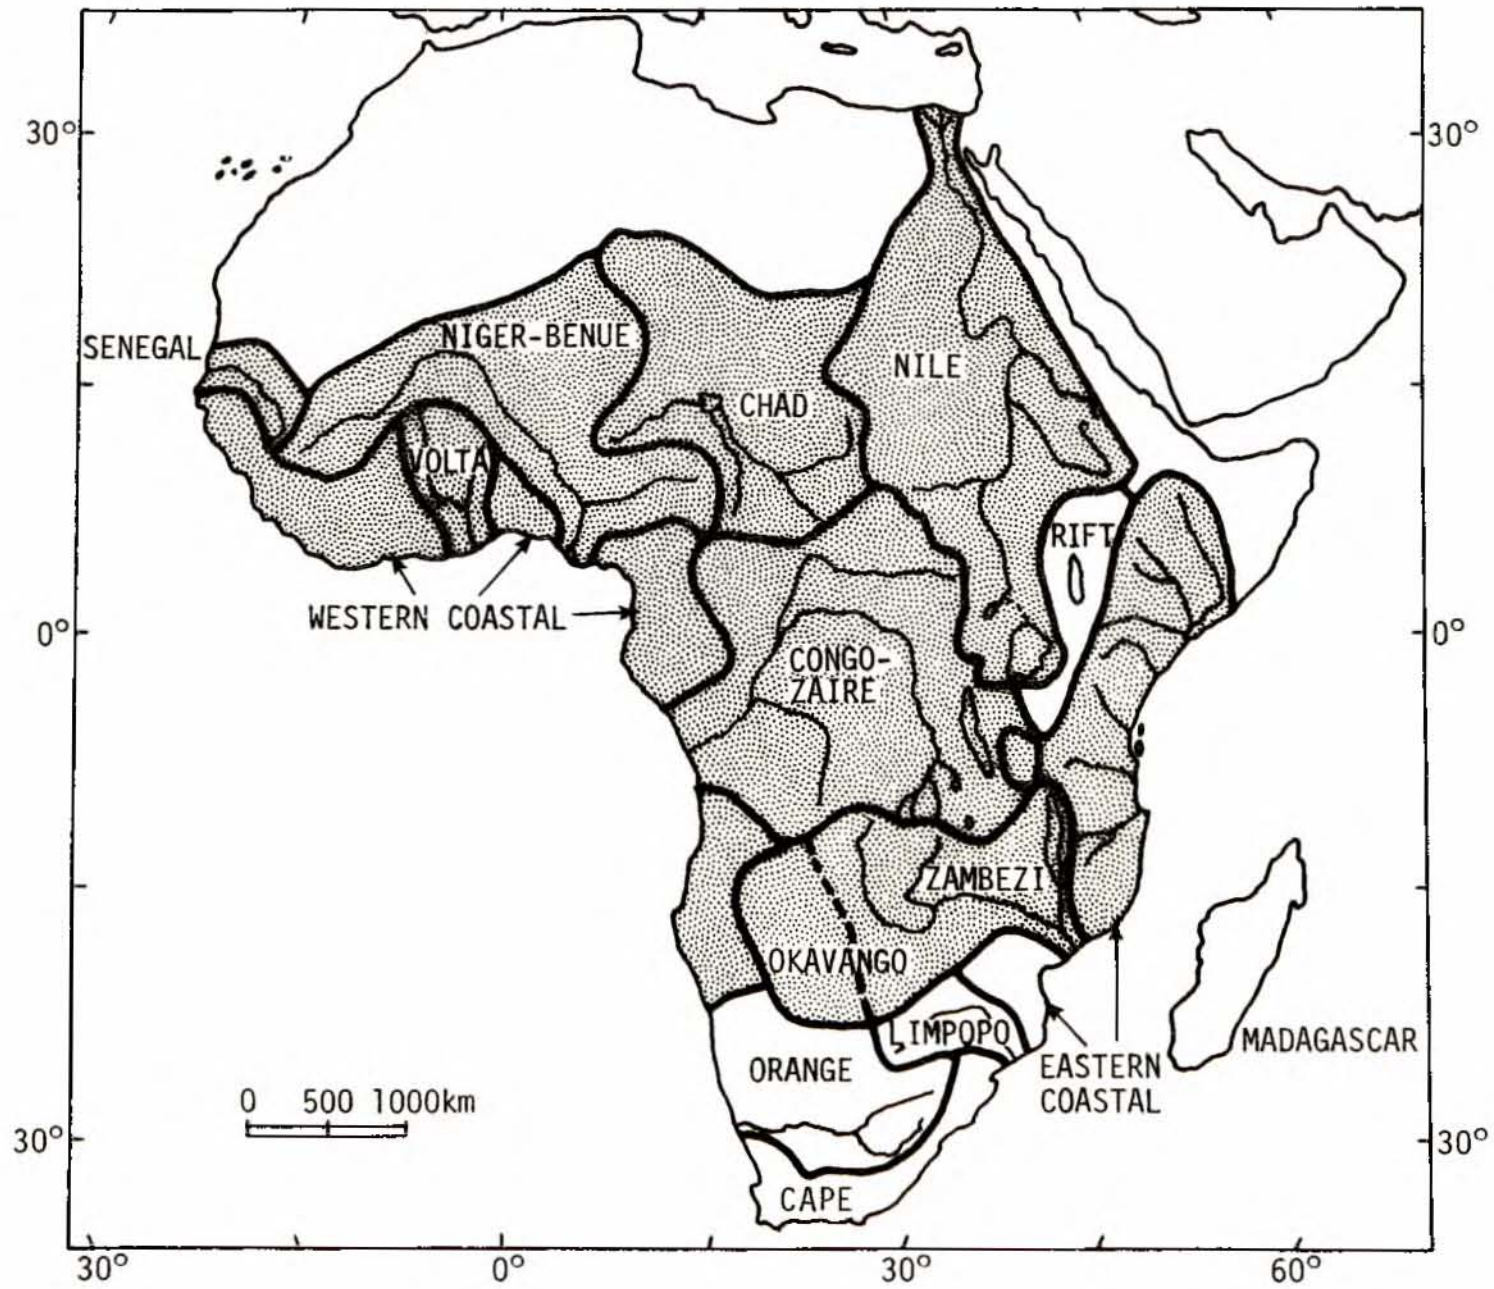 30°
30°
SENEGAL
NIGER-BENUE
NILE
CHAD
VOLTA
RIFT
WESTERN COASTAL
0°
0°
CONGO-
ZAIRE
ZAMBEZI
OKAVANGO
LIMPOPO
MADAGASCAR
ORANGE
EASTERN
COASTAL
0 500 1000km
30°
30°
CAPE
30°
0°
30°
60°